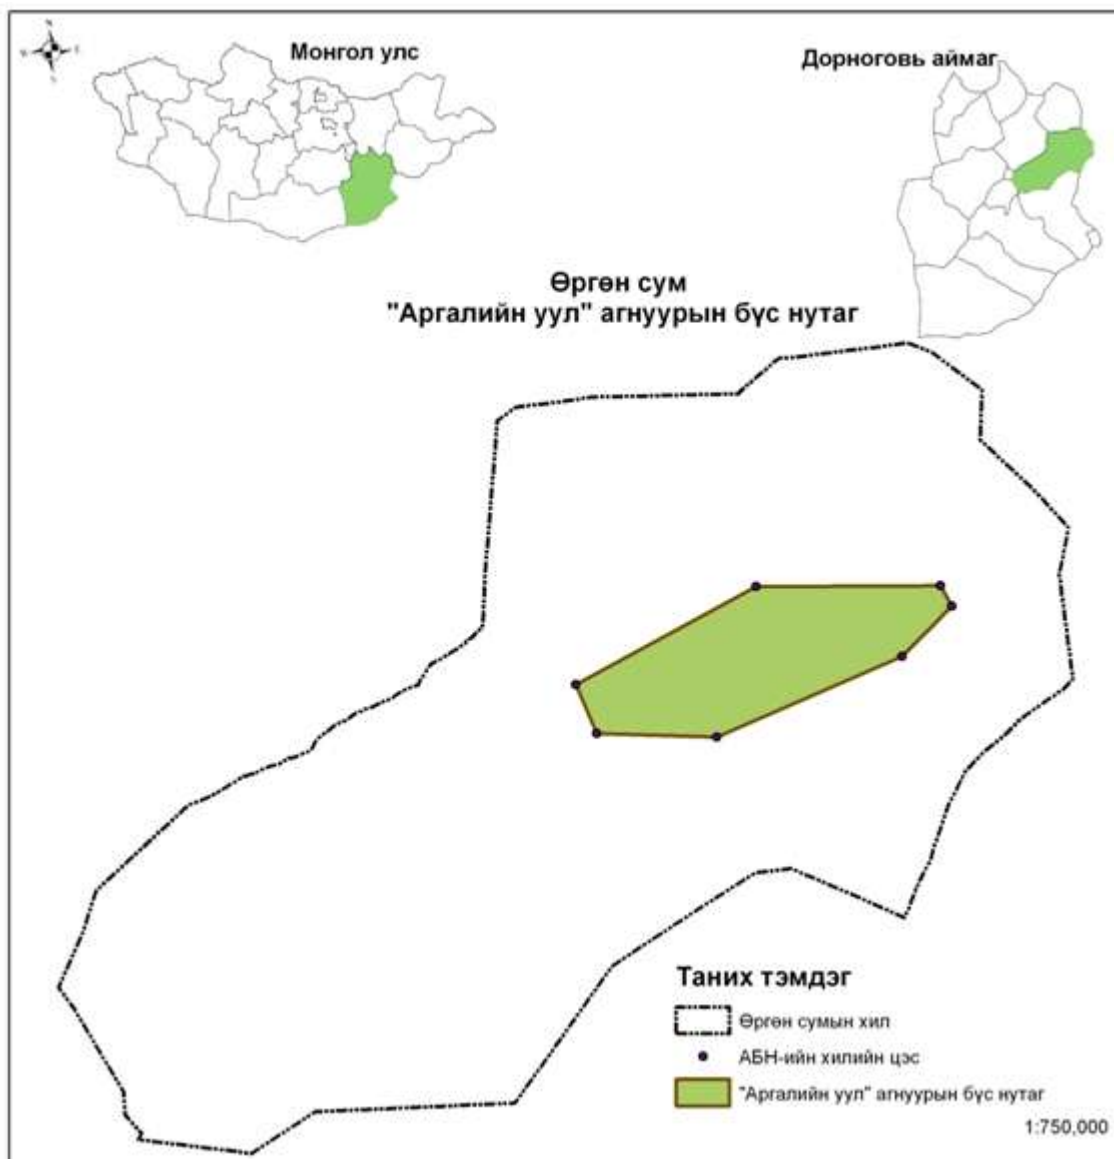 Монгол улс
Дорноговь аймаг
Өргөн сум
"Аргалийн уул" агнуурын бүс нутаг
Таних тэмдэг
Өргөн сумын хил
АБН-ийн хилийн цэс
"Аргалийн уул" агнуурын бүс нутаг
1:750,000